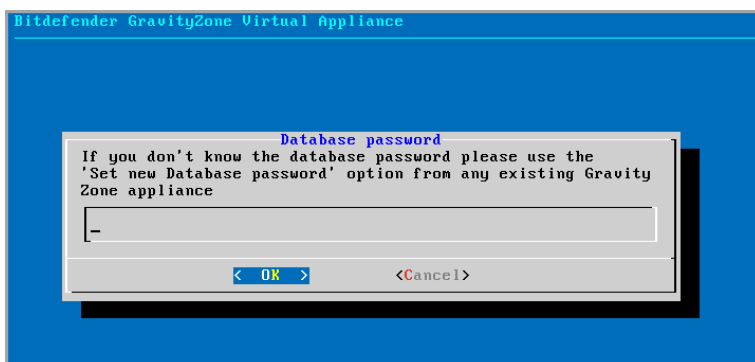 Bitdefender GravityZone Virtual Appliance
Database password
If you don't know the database password please use the
'Set new Database password' option from any existing Gravity
Zone appliance
< OK > <Cancel>